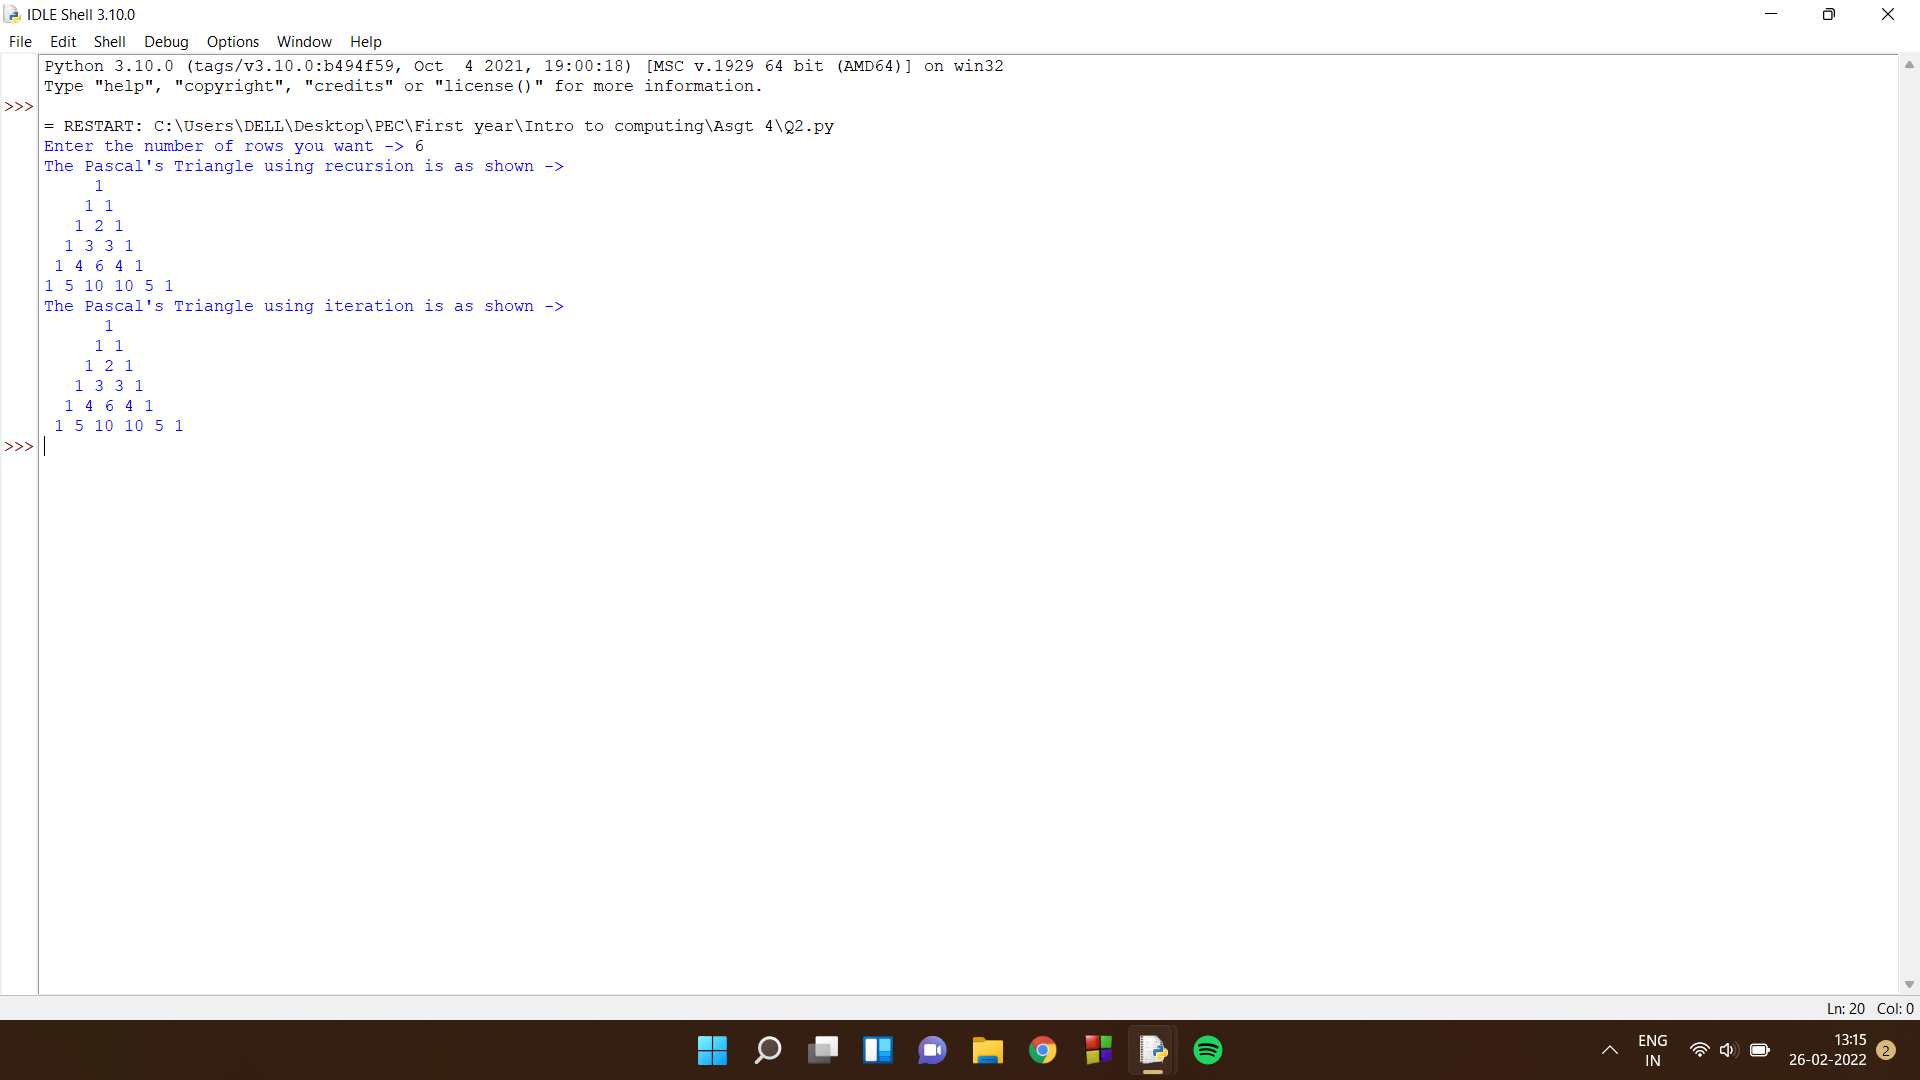 IDLE Shell 3.10.0
File Edit Shell Debug Options Window Help
Python 3.10.0 (tags/v3.10.0:b494f59, Oct  4 2021, 19:00:18) [MSC v.1929 64 bit (AMD64)] on win32
Type "help", "copyright", "credits" or "license()" for more information.
>>>
= RESTART: C:\Users\DELL\Desktop\PEC\First year\Intro to computing\Asgt 4\Q2.py
Enter the number of rows you want -> 6
The Pascal's Triangle using recursion is as shown ->
     1
    1 1
   1 2 1
  1 3 3 1
 1 4 6 4 1
1 5 10 10 5 1
The Pascal's Triangle using iteration is as shown ->
      1
     1 1
    1 2 1
   1 3 3 1
  1 4 6 4 1
 1 5 10 10 5 1
>>>
Ln: 20 Col: 0
ENG
IN
13:15
26-02-2022
2